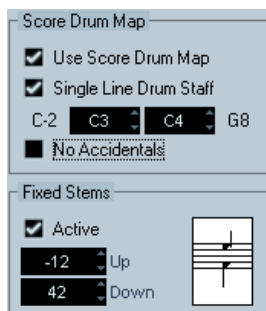 Score Drum Map
Use Score Drum Map
Single Line Drum Staff
C-2 C3 C4 G8
No Accidentals
Fixed Stems
Active
-12 Up
42 Down